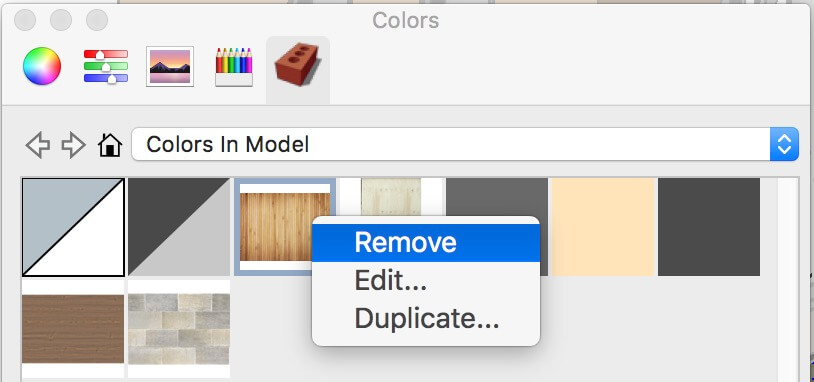 Colors
Colors In Model
Remove
Edit...
Duplicate...